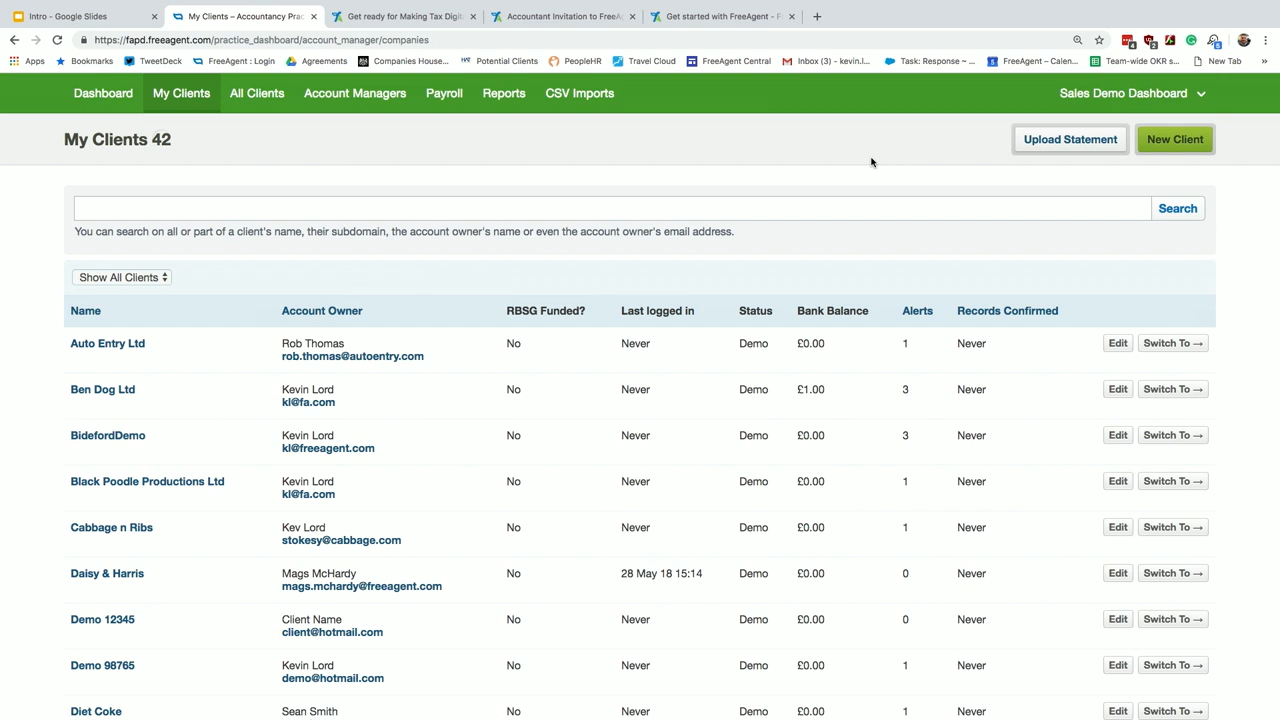 Intro - Google Slides
My Clients – Accountancy Prac
Get ready for Making Tax Digit
Accountant Invitation to FreeAg
Get started with FreeAgent - F
https://fapd.freeagent.com/practice_dashboard/account_manager/companies
Apps Bookmarks TweetDeck FreeAgent : Login Agreements Companies House... Potential Clients PeopleHR Travel Cloud FreeAgent Central Inbox (3) - kevin.l... Task: Response ~... FreeAgent – Calen... Team-wide OKR s... New Tab »
Dashboard My Clients All Clients Account Managers Payroll Reports CSV Imports Sales Demo Dashboard
My Clients 42 Upload Statement New Client
Search
You can search on all or part of a client's name, their subdomain, the account owner's name or even the account owner's email address.
Show All Clients
Name Account Owner RBSG Funded? Last logged in Status Bank Balance Alerts Records Confirmed
Auto Entry Ltd Rob Thomas No Never Demo £0.00 1 Never Edit Switch To →
rob.thomas@autoentry.com
Ben Dog Ltd Kevin Lord No Never Demo £1.00 3 Never Edit Switch To →
kl@fa.com
BidefordDemo Kevin Lord No Never Demo £0.00 3 Never Edit Switch To →
kl@freeagent.com
Black Poodle Productions Ltd Kevin Lord No Never Demo £0.00 1 Never Edit Switch To →
kl@fa.com
Cabbage n Ribs Kev Lord No Never Demo £0.00 1 Never Edit Switch To →
stokesy@cabbage.com
Daisy & Harris Mags McHardy No 28 May 18 15:14 Demo £0.00 0 Never Edit Switch To →
mags.mchardy@freeagent.com
Demo 12345 Client Name No Never Demo £0.00 0 Never Edit Switch To →
client@hotmail.com
Demo 98765 Kevin Lord No Never Demo £0.00 1 Never Edit Switch To →
demo@hotmail.com
Diet Coke Sean Smith No Never Demo £0.00 1 Never Edit Switch To →